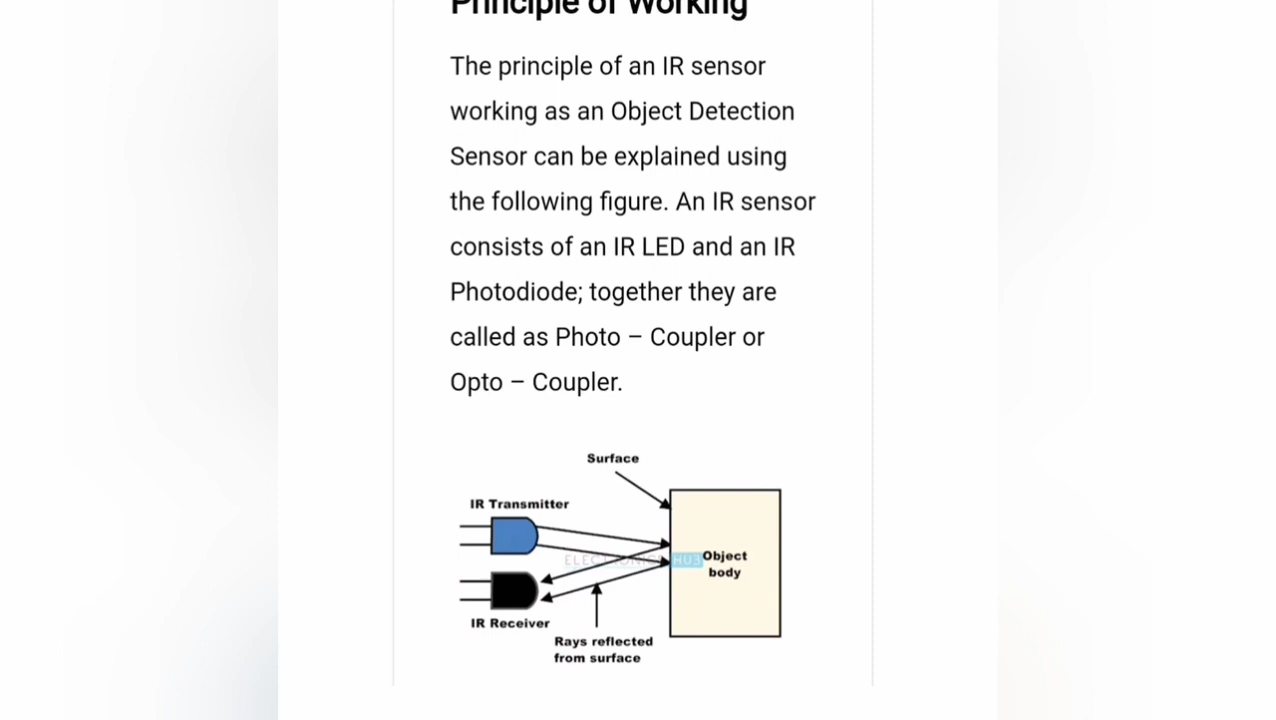 Principle of Working
The principle of an IR sensor
working as an Object Detection
Sensor can be explained using
the following figure. An IR sensor
consists of an IR LED and an IR
Photodiode; together they are
called as Photo – Coupler or
Opto – Coupler.
Surface
IR Transmitter
ELECTRONICS HUB
Object
body
IR Receiver
Rays reflected
from surface